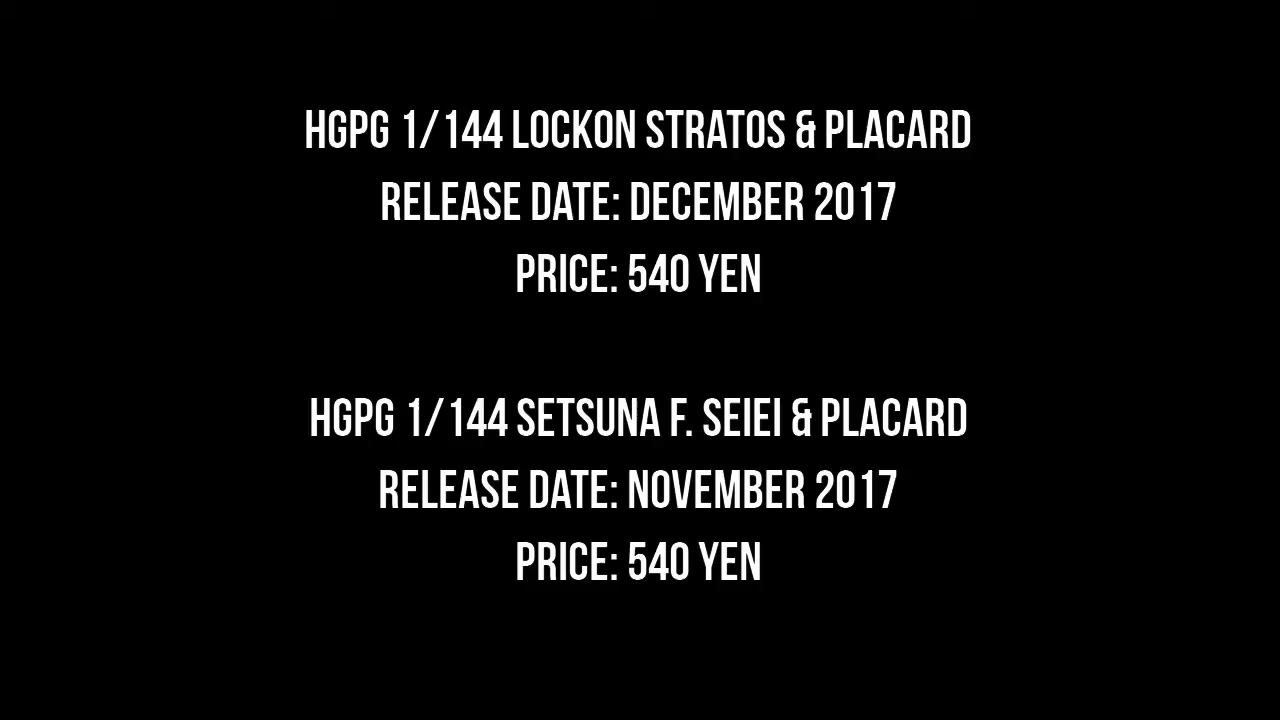 HGPG 1/144 LOCKON STRATOS & PLACARD
RELEASE DATE: DECEMBER 2017
PRICE: 540 YEN
HGPG 1/144 SETSUNA F. SEIEI & PLACARD
RELEASE DATE: NOVEMBER 2017
PRICE: 540 YEN